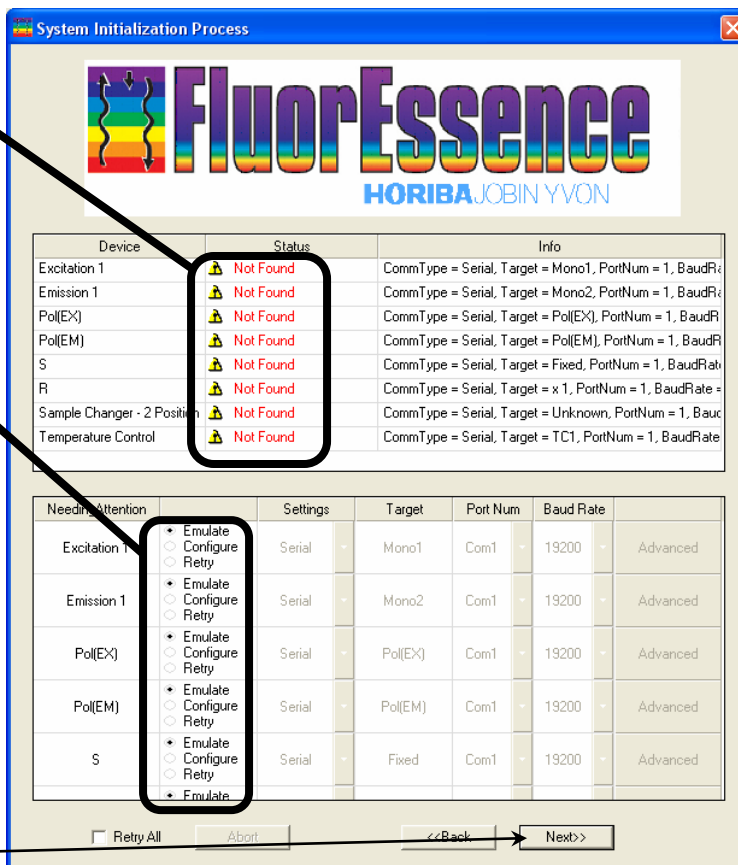 System Initialization Process
FluorEssence
HORIBA JOBIN YVON
Device Status Info
Excitation 1 Not Found CommType = Serial, Target = Mono1, PortNum = 1, BaudRa
Emission 1 Not Found CommType = Serial, Target = Mono2, PortNum = 1, BaudRa
Pol(EX) Not Found CommType = Serial, Target = Pol(EX), PortNum = 1, BaudR
Pol(EM) Not Found CommType = Serial, Target = Pol(EM), PortNum = 1, BaudR
S Not Found CommType = Serial, Target = Fixed, PortNum = 1, BaudRat
R Not Found CommType = Serial, Target = x 1, PortNum = 1, BaudRate =
Sample Changer - 2 Position Not Found CommType = Serial, Target = Unknown, PortNum = 1, Baud
Temperature Control Not Found CommType = Serial, Target = TC1, PortNum = 1, BaudRate
Needing Attention Settings Target Port Num Baud Rate
Emulate
Excitation 1 Configure Serial Mono1 Com1 19200 Advanced
Retry
Emulate
Emission 1 Configure Serial Mono2 Com1 19200 Advanced
Retry
Emulate
Pol(EX) Configure Serial Pol(EX) Com1 19200 Advanced
Retry
Emulate
Pol(EM) Configure Serial Pol(EM) Com1 19200 Advanced
Retry
Emulate
S Configure Serial Fixed Com1 19200 Advanced
Retry
Emulate
Retry All Abort <<Back Next>>